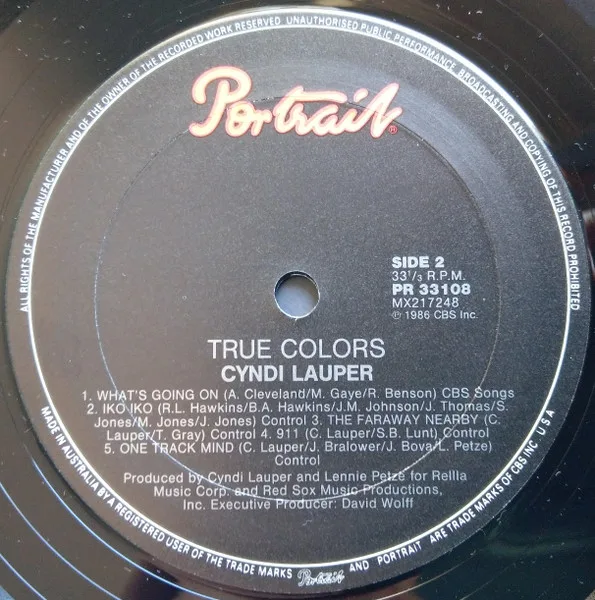 ALL RIGHTS OF THE MANUFACTURER AND OF THE OWNER OF THE RECORDED WORK RESERVED UNAUTHORISED PUBLIC PERFORMANCE, BROADCASTING AND COPYING OF THIS RECORD PROHIBITED
Portrait®
SIDE 2
33 1/3 R.P.M.
PR 33108
MX217248
℗ 1986 CBS Inc.
TRUE COLORS
CYNDI LAUPER
1. WHAT'S GOING ON (A. Cleveland/M. Gaye/R. Benson) CBS Songs
2. IKO IKO (R.L. Hawkins/B.A. Hawkins/J.M. Johnson/J. Thomas/S.
Jones/M. Jones/J. Jones) Control 3. THE FARAWAY NEARBY (C.
Lauper/T. Gray) Control 4. 911 (C. Lauper/S.B. Lunt) Control
5. ONE TRACK MIND (C. Lauper/J. Bralower/J. Bova/L. Petze)
Control
Produced by Cyndi Lauper and Lennie Petze for Rellla
Music Corp. and Red Sox Music Productions,
Inc. Executive Producer: David Wolff
MADE IN AUSTRALIA BY A REGISTERED USER OF THE TRADE MARKS Portrait AND PORTRAIT ARE TRADE MARKS OF CBS INC USA